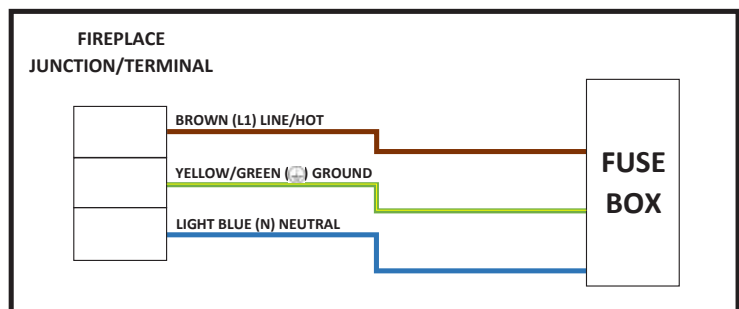 FIREPLACE
JUNCTION/TERMINAL
BROWN (L1) LINE/HOT
YELLOW/GREEN (⏚) GROUND
LIGHT BLUE (N) NEUTRAL
FUSE
BOX